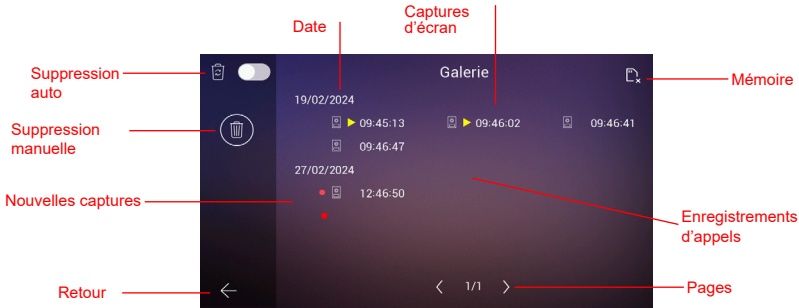 Captures
d'écran
Date
Suppression
auto
Galerie
Mémoire
19/02/2024
09:45:13
09:46:02
09:46:41
Suppression
manuelle
09:46:47
27/02/2024
12:46:50
Nouvelles captures
Enregistrements
d'appels
Retour
1/1
Pages